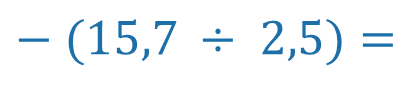 − (15,7 ÷ 2,5) =